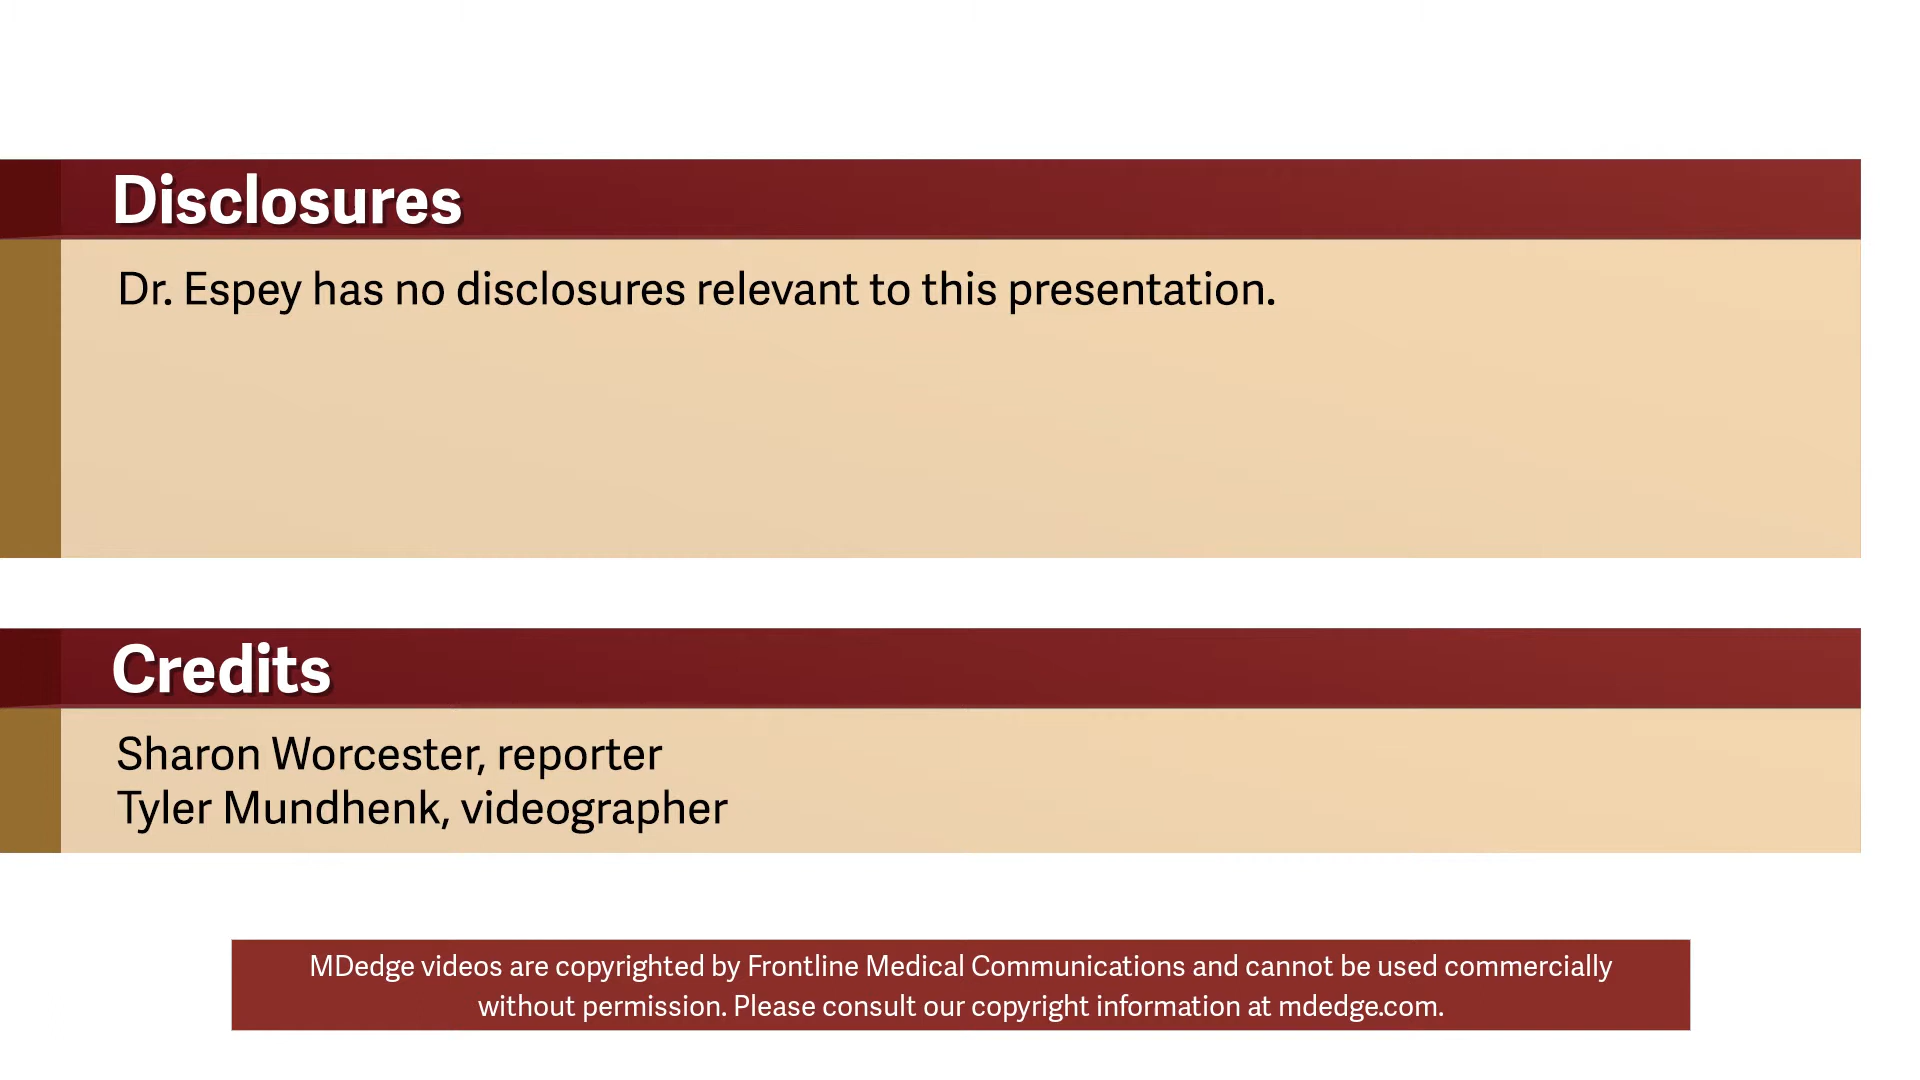 Disclosures
Dr. Espey has no disclosures relevant to this presentation.
Credits
Sharon Worcester, reporter
Tyler Mundhenk, videographer
MDedge videos are copyrighted by Frontline Medical Communications and cannot be used commercially
without permission. Please consult our copyright information at mdedge.com.